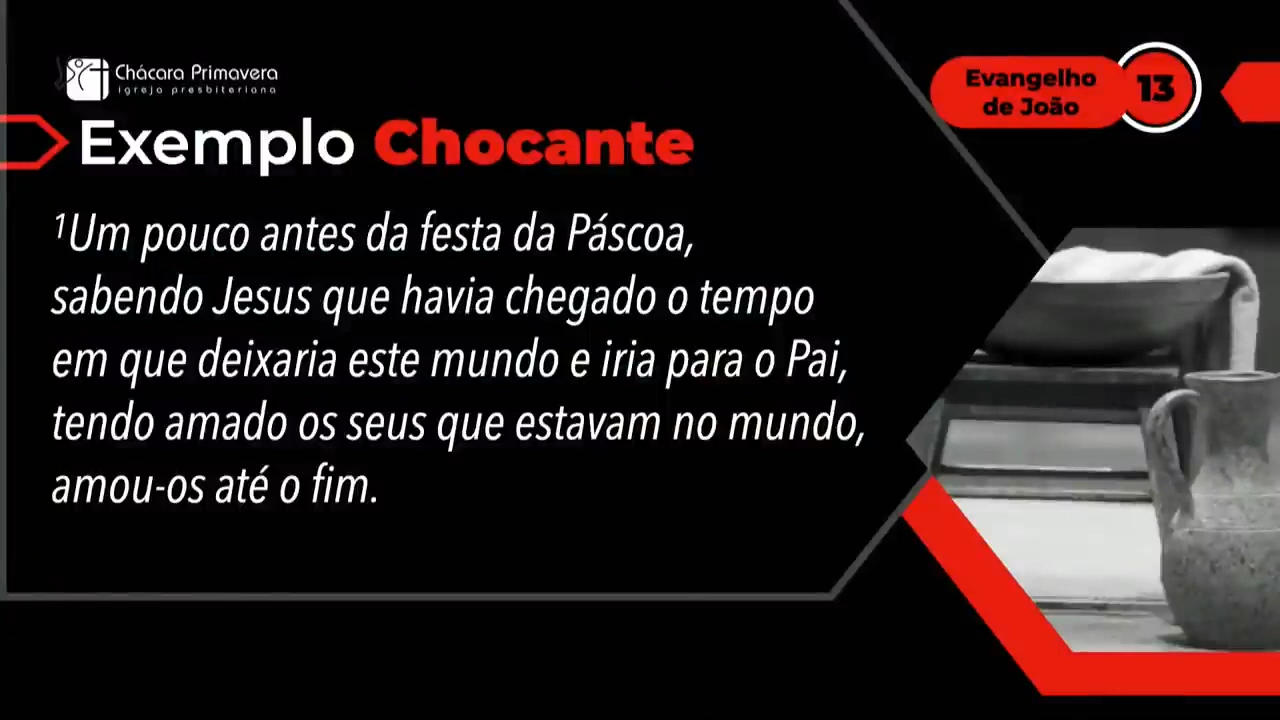 Chácara Primavera
igreja presbiteriana
Evangelho
de João
13
Exemplo Chocante
¹Um pouco antes da festa da Páscoa,
sabendo Jesus que havia chegado o tempo
em que deixaria este mundo e iria para o Pai,
tendo amado os seus que estavam no mundo,
amou-os até o fim.